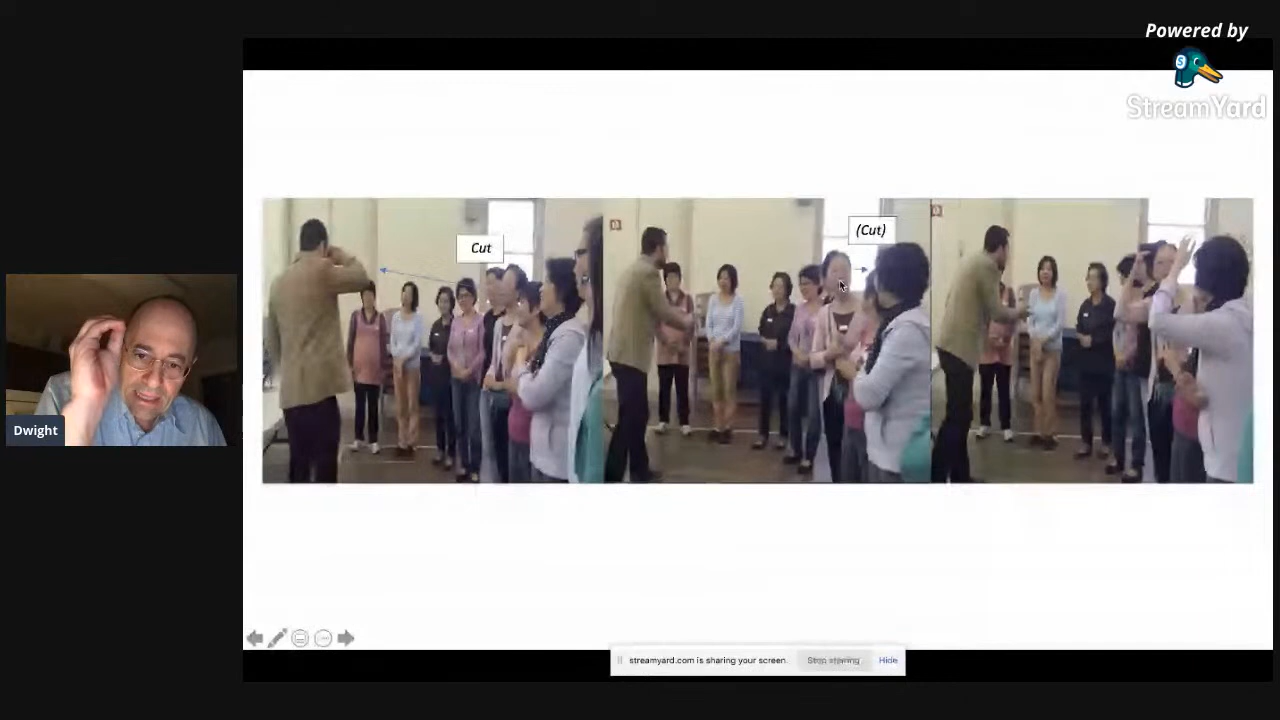 Powered by
StreamYard
Cut
(Cut)
Dwight
streamyard.com is sharing your screen.
Stop sharing
Hide